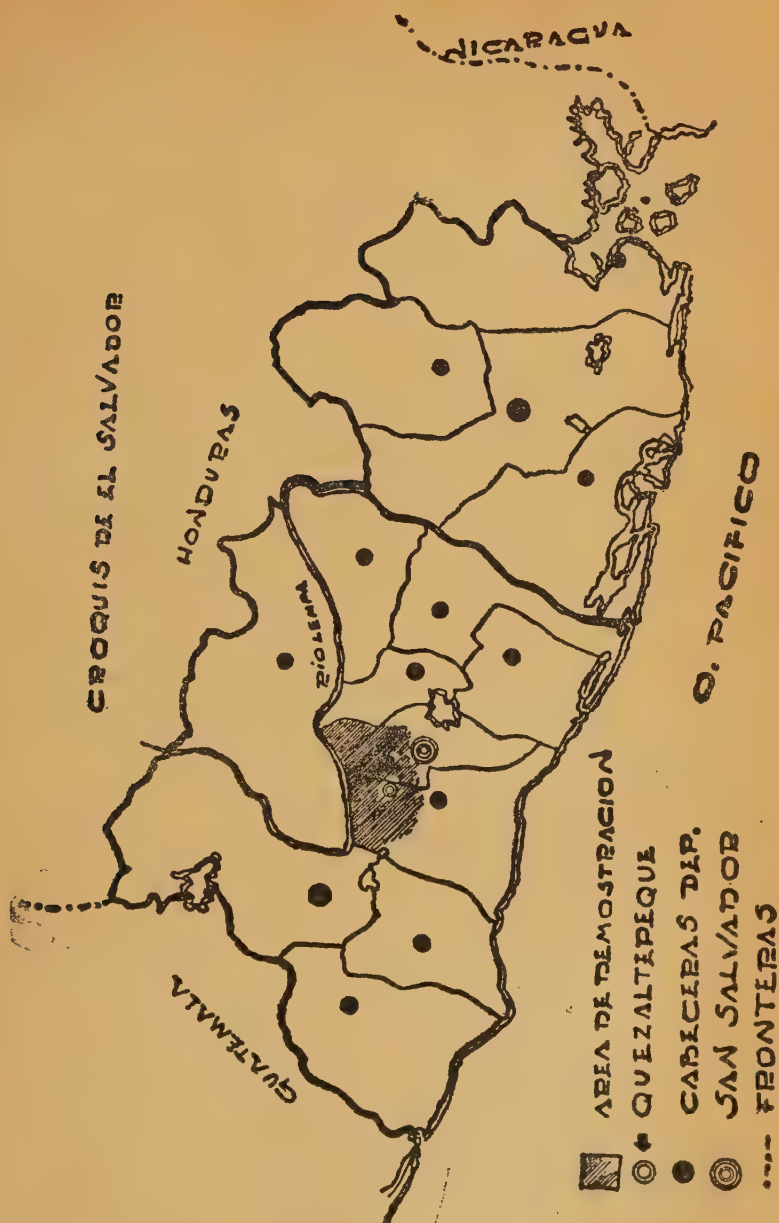 CROQUIS DE EL SALVADOR
HONDURAS
NICARAGUA
GUATEMALA
RIO LEMPA
O. PACIFICO
AREA DE DEMOSTRACION
QUEZALTEPEQUE
CABECERAS DEP.
SAN SALVADOR
FRONTERAS